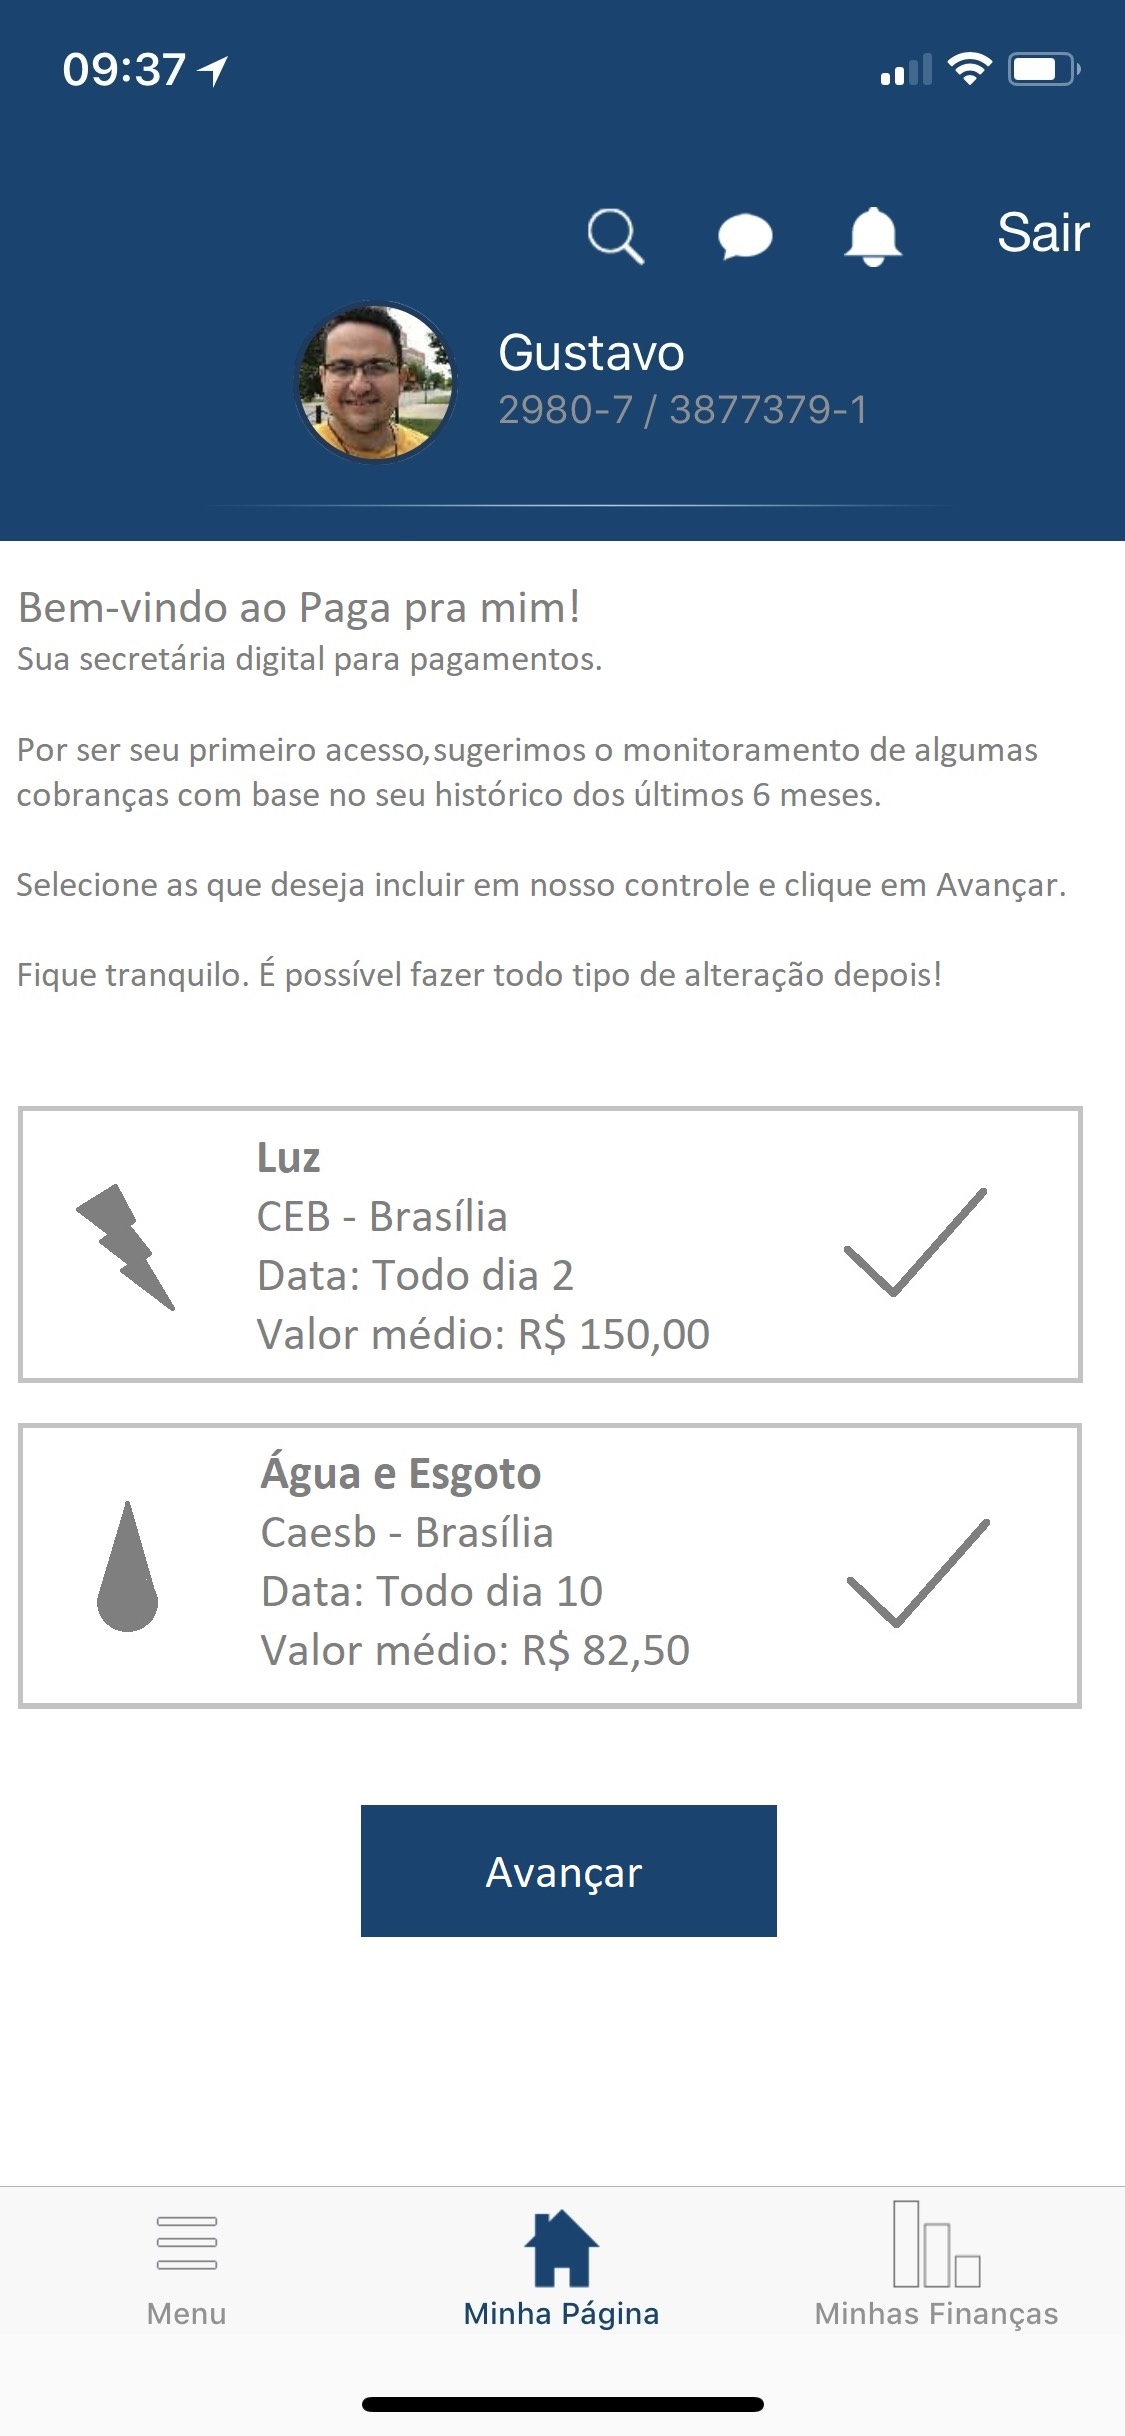 09:37
Sair
Gustavo
2980-7 / 3877379-1
Bem-vindo ao Paga pra mim!
Sua secretária digital para pagamentos.
Por ser seu primeiro acesso,sugerimos o monitoramento de algumas
cobranças com base no seu histórico dos últimos 6 meses.
Selecione as que deseja incluir em nosso controle e clique em Avançar.
Fique tranquilo. É possível fazer todo tipo de alteração depois!
Luz
CEB - Brasília
Data: Todo dia 2
Valor médio: R$ 150,00
Água e Esgoto
Caesb - Brasília
Data: Todo dia 10
Valor médio: R$ 82,50
Avançar
Menu
Minha Página
Minhas Finanças